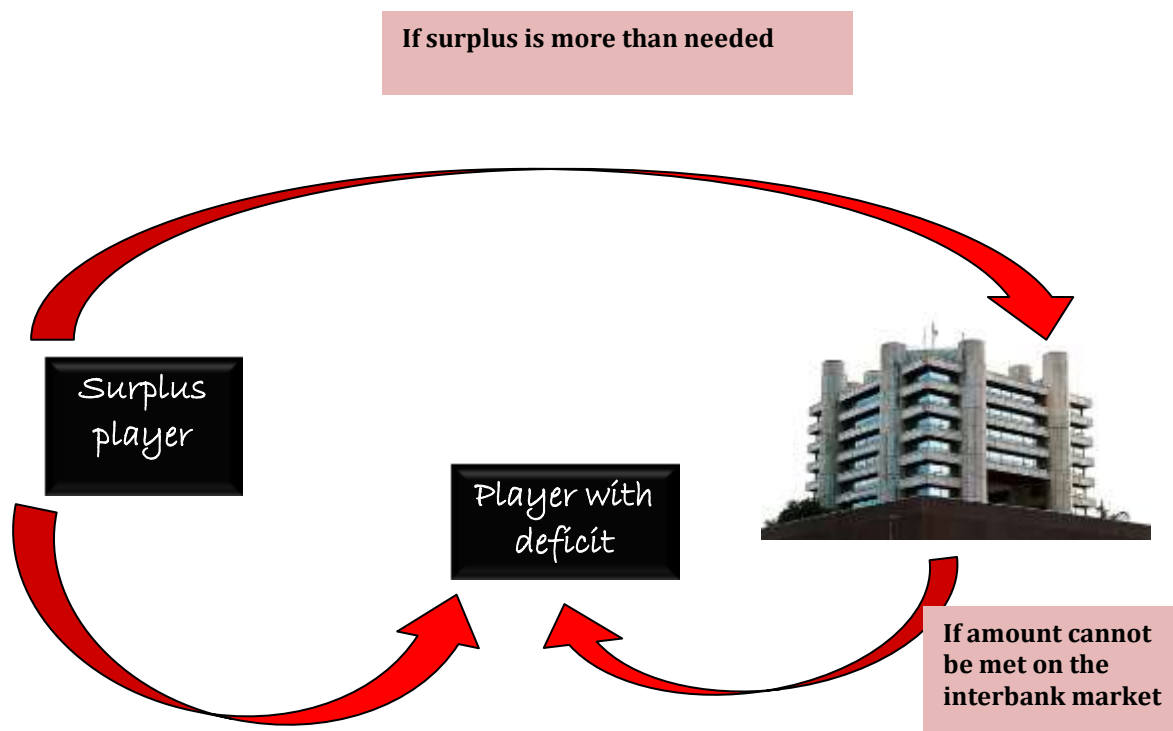 If surplus is more than needed
Surplus
player
Player with
deficit
If amount cannot
be met on the
interbank market